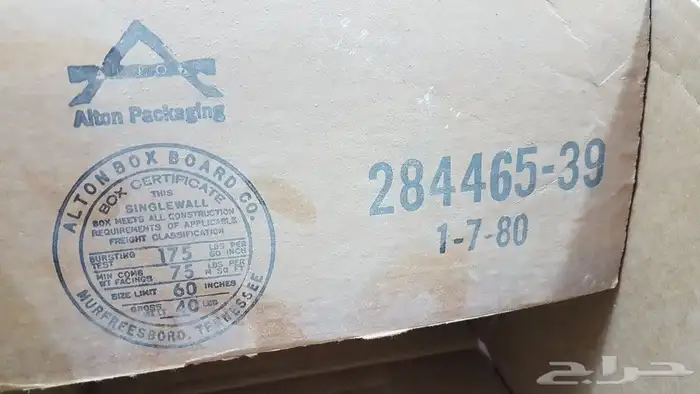 Alton Packaging
284465-39
1-7-80
ALTON BOX BOARD CO.
BOX CERTIFICATE
THIS
SINGLEWALL
BOX MEETS ALL CONSTRUCTION
REQUIREMENTS OF APPLICABLE
FREIGHT CLASSIFICATION
BURSTING TEST 175 LBS PER SQ INCH
MIN COMB WT FACINGS 75 LBS PER M SQ FT
SIZE LIMIT 60 INCHES
GROSS WT LT 40 LBS
MURFREESBORO, TENNESSEE
حراج